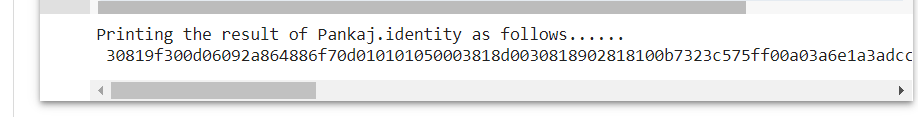 Printing the result of Pankaj.identity as follows......
30819f300d06092a864886f70d010101050003818d0030818902818100b7323c575ff00a03a6e1a3adcc